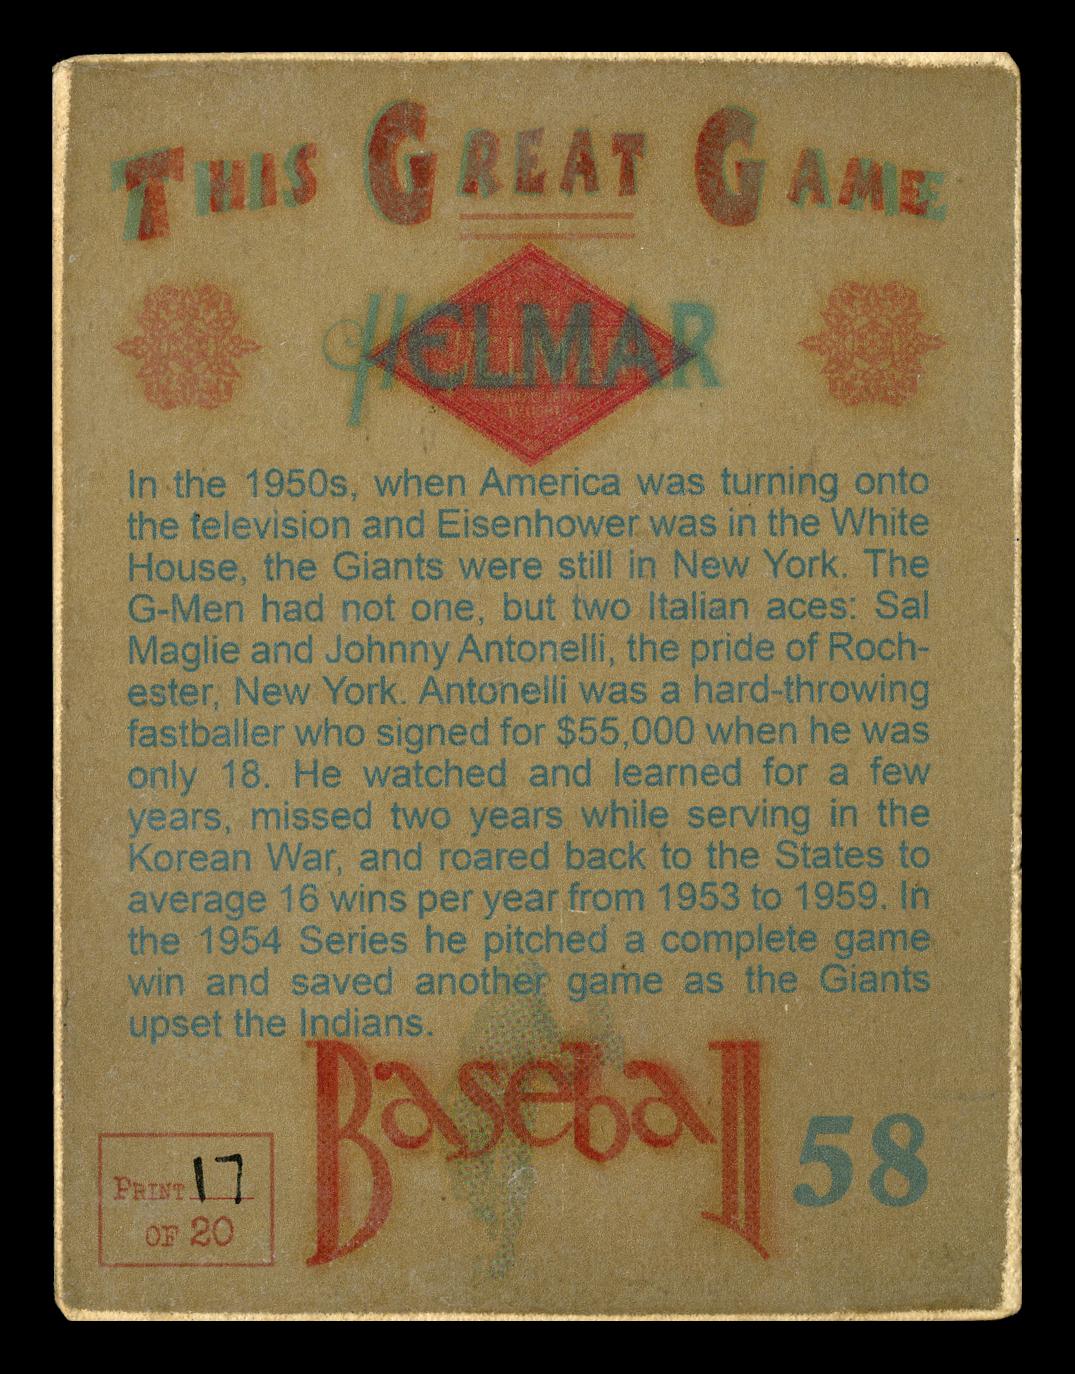 THIS GREAT GAME
HELMAR
In the 1950s, when America was turning onto
the television and Eisenhower was in the White
House, the Giants were still in New York. The
G-Men had not one, but two Italian aces: Sal
Maglie and Johnny Antonelli, the pride of Roch-
ester, New York. Antonelli was a hard-throwing
fastballer who signed for $55,000 when he was
only 18. He watched and learned for a few
years, missed two years while serving in the
Korean War, and roared back to the States to
average 16 wins per year from 1953 to 1959. In
the 1954 Series he pitched a complete game
win and saved another game as the Giants
upset the Indians.
Baseball
58
PRINT 17
OF 20